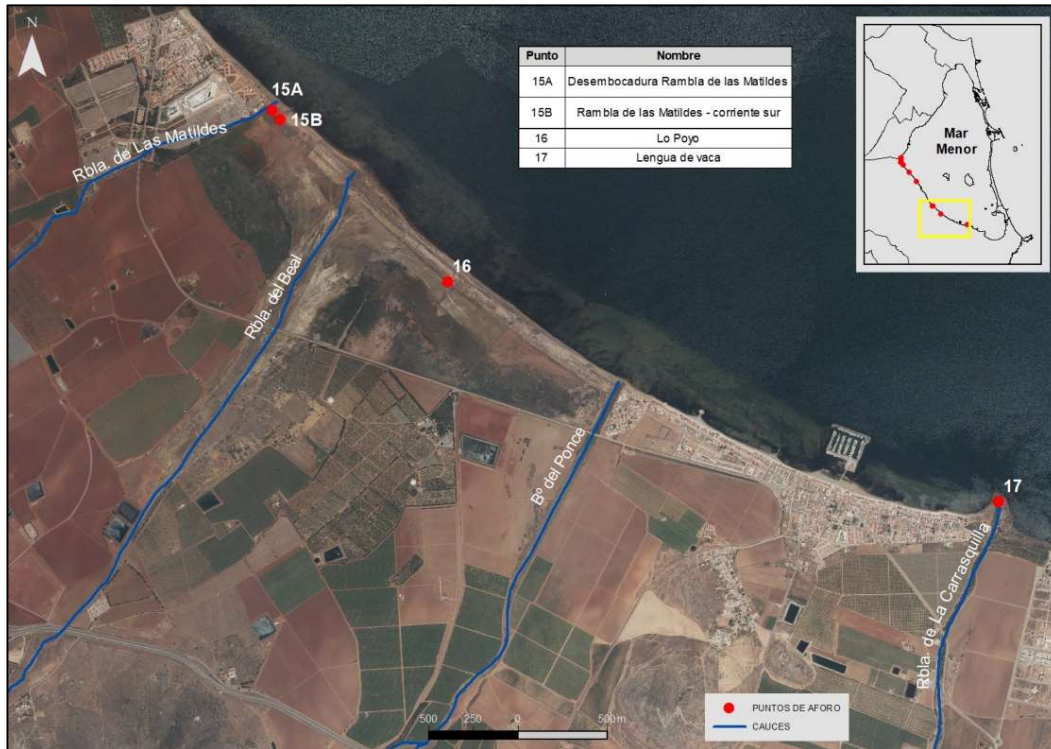 N
Punto Nombre
15A Desembocadura Rambla de las Matildes
15B Rambla de las Matildes - corriente sur
16 Lo Poyo
17 Lengua de vaca
Mar
Menor
15A
15B
Rbla. de Las Matildes
Rbla. del Beal
16
Bº del Ponce
17
Rbla. de La Carrasquilla
PUNTOS DE AFORO
CAUCES
500 250 0 500 m